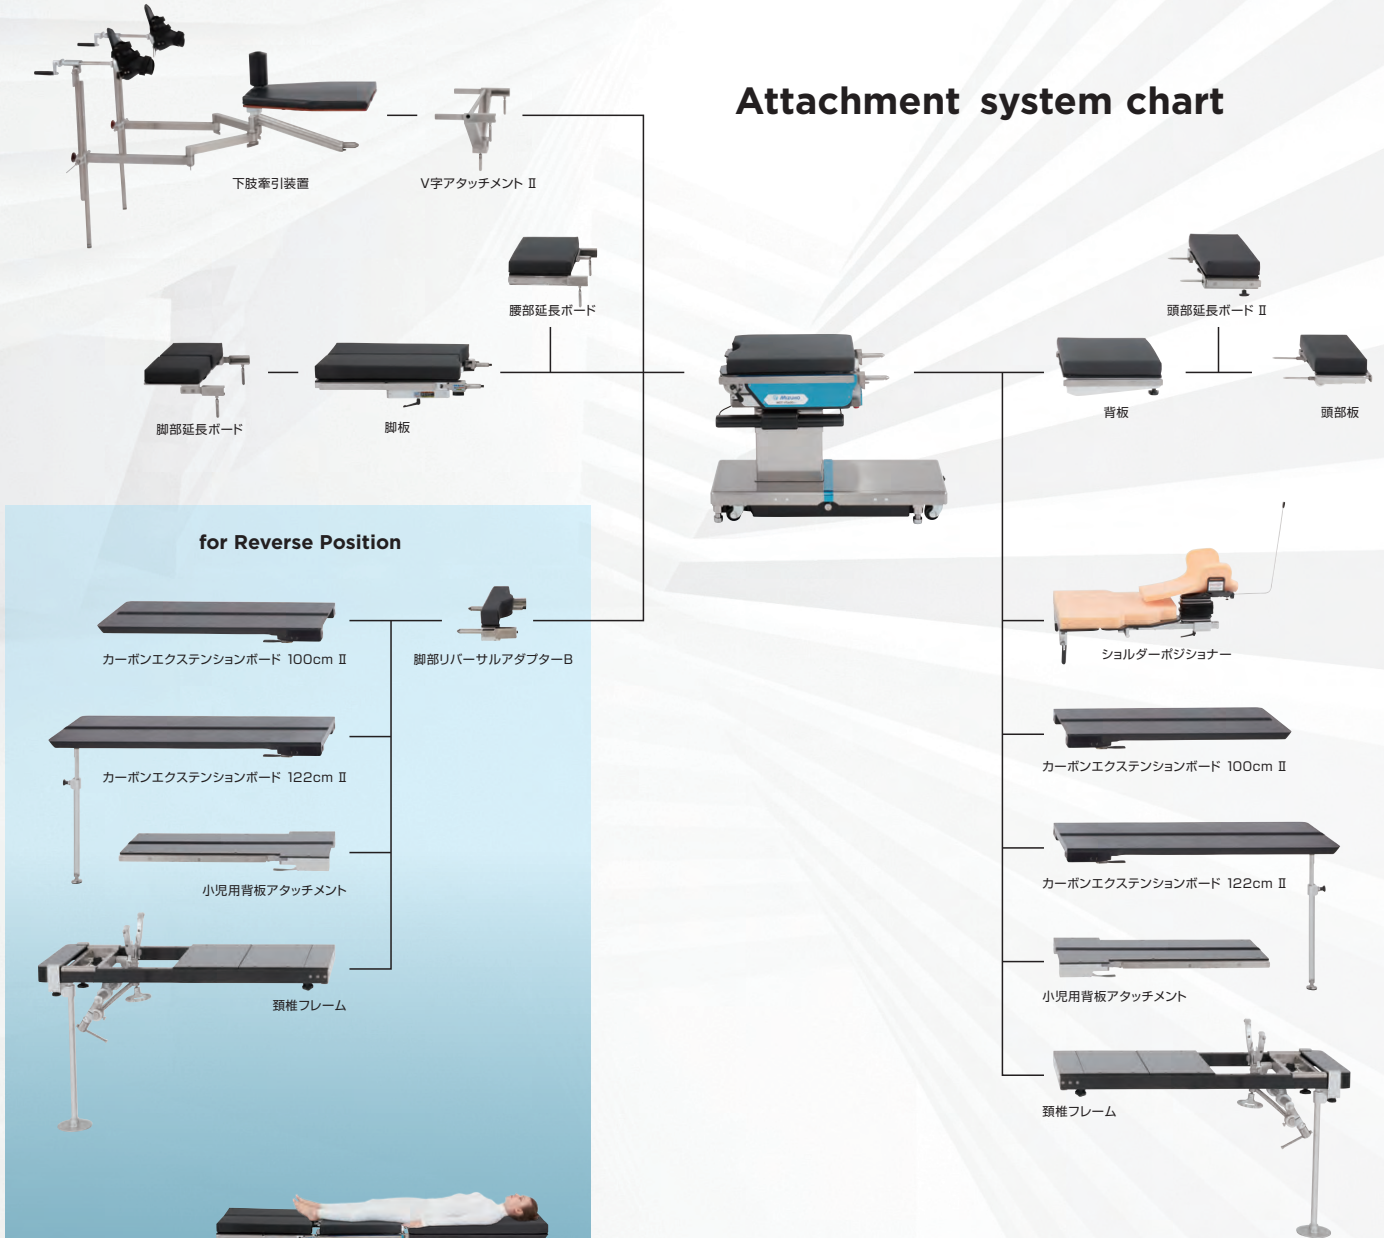 Attachment system chart
下肢牽引装置
V字アタッチメント Ⅱ
腰部延長ボード
頭部延長ボード Ⅱ
脚部延長ボード
脚板
背板
頭部板
Mizuho
for Reverse Position
カーボンエクステンションボード 100cm Ⅱ
脚部リバーサルアダプターB
カーボンエクステンションボード 122cm Ⅱ
小児用背板アタッチメント
頚椎フレーム
ショルダーポジショナー
カーボンエクステンションボード 100cm Ⅱ
カーボンエクステンションボード 122cm Ⅱ
小児用背板アタッチメント
頚椎フレーム